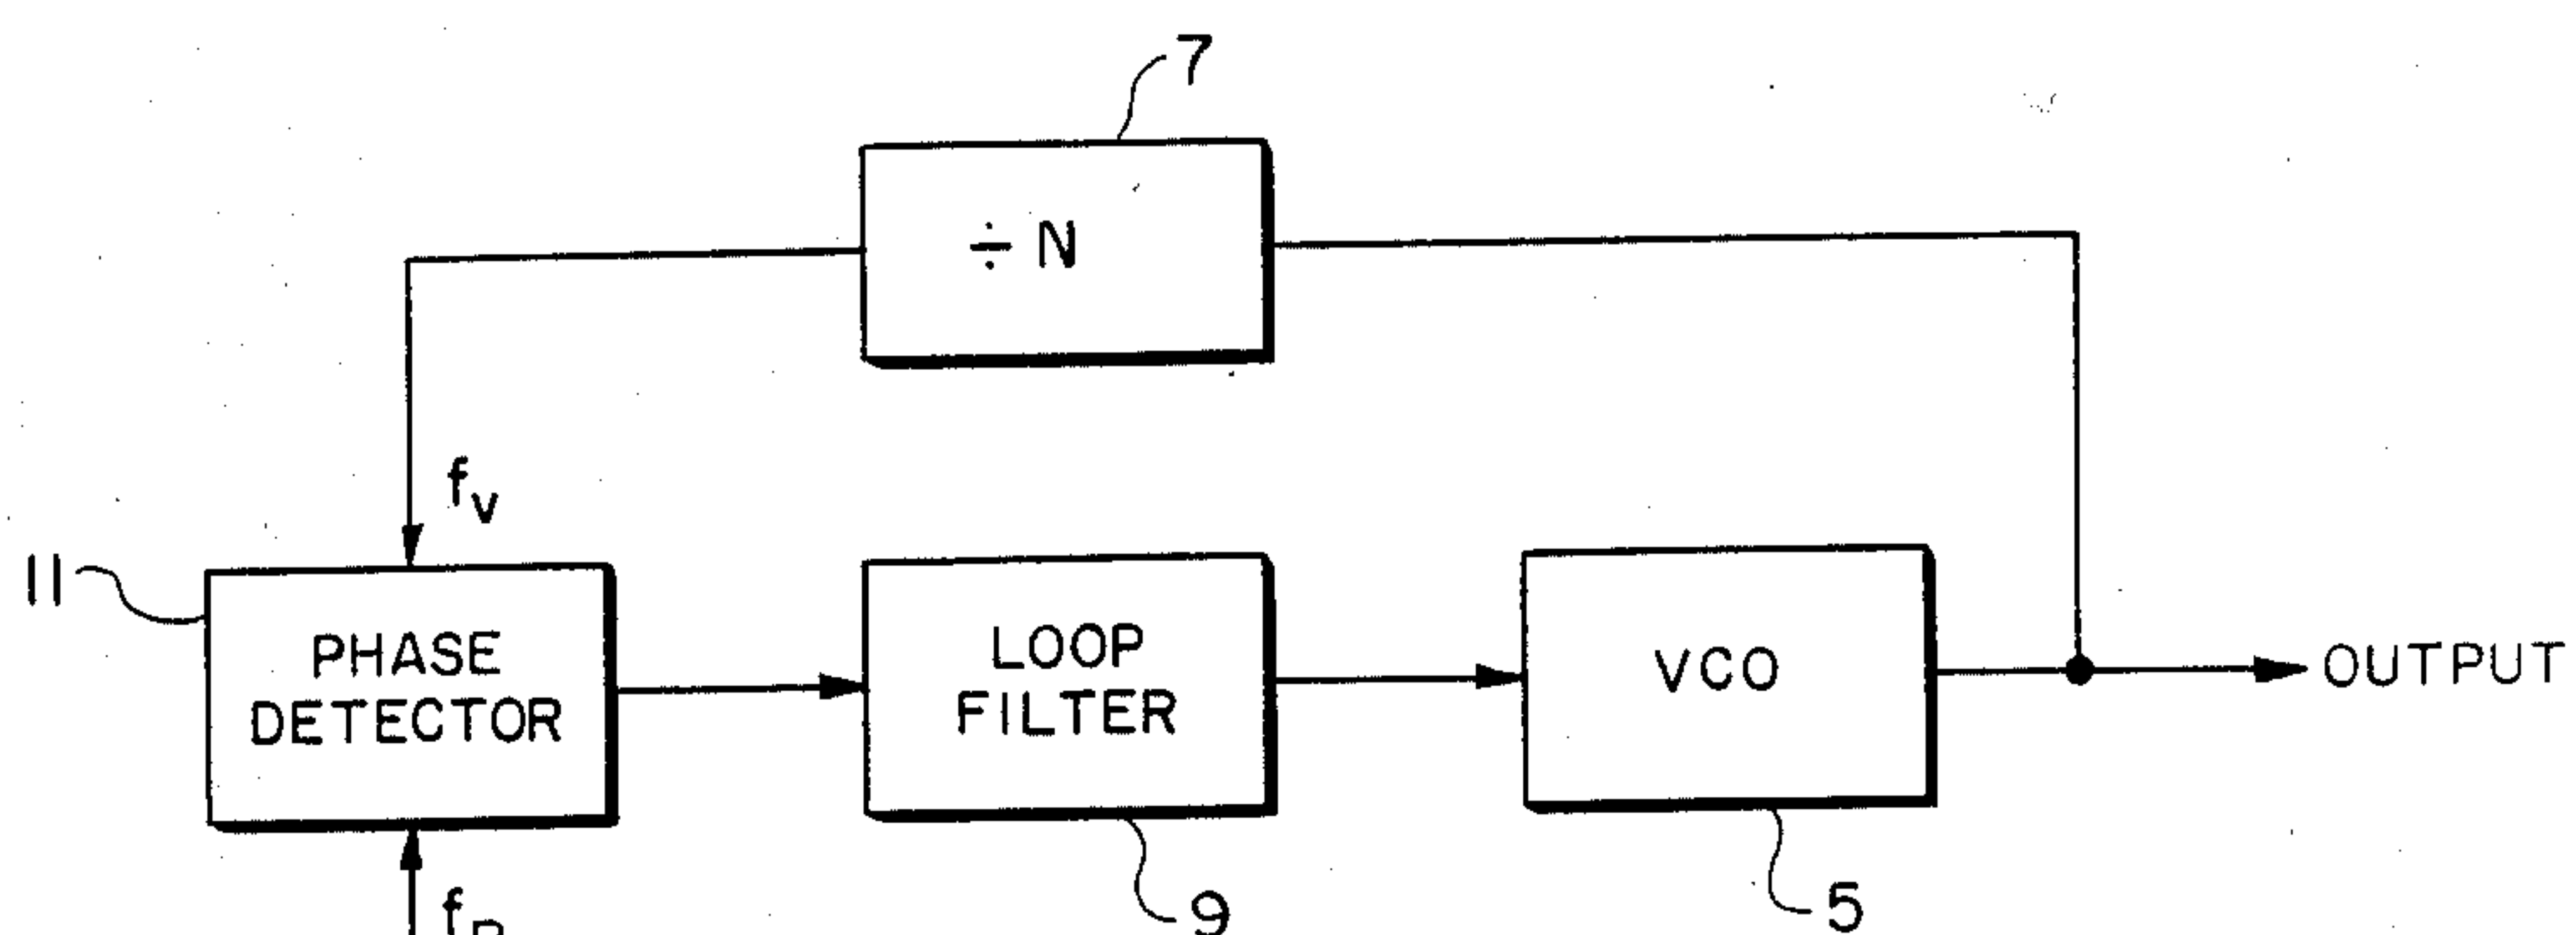 7
÷ N
fV
11
PHASE
DETECTOR
LOOP
FILTER
VCO
OUTPUT
9
5